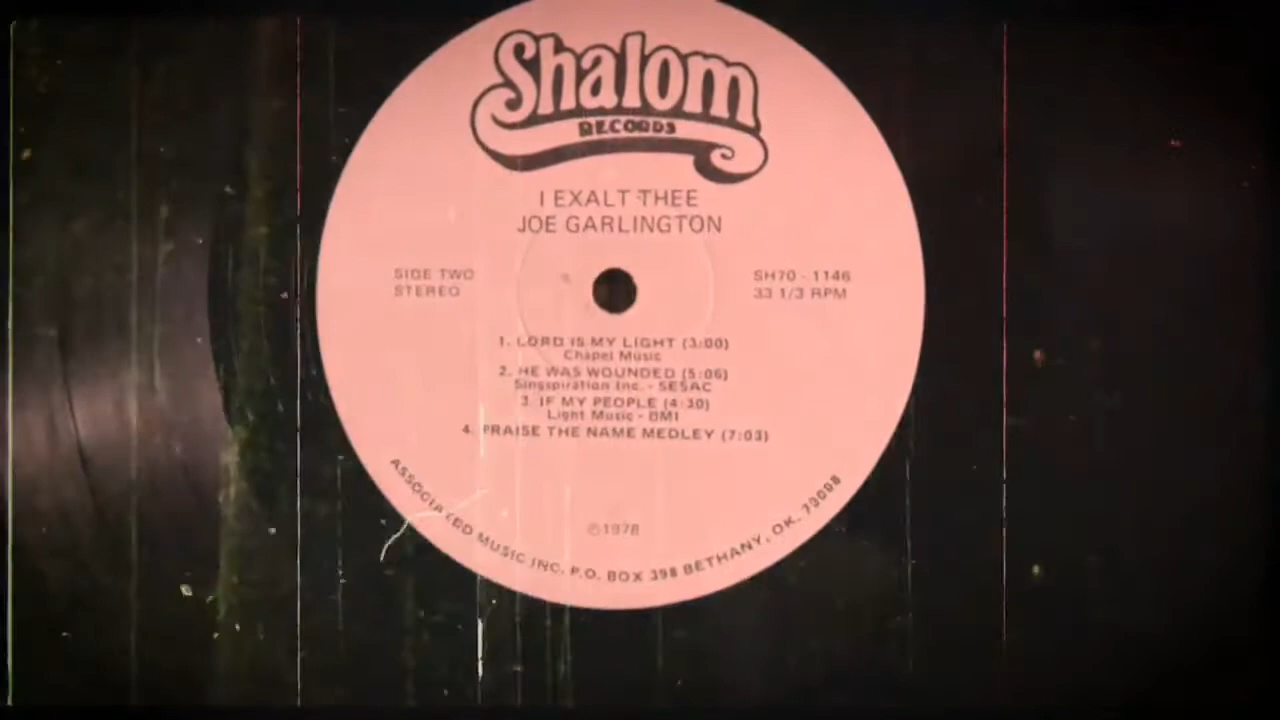 Shalom
RECORDS
I EXALT THEE
JOE GARLINGTON
SIDE TWO
STEREO
SH70 - 1146
33 1/3 RPM
1. LORD IS MY LIGHT (3:00)
Chapel Music
2. HE WAS WOUNDED (5:06)
Singspiration Inc. - SESAC
3. IF MY PEOPLE (4:30)
Light Music - BMI
4. PRAISE THE NAME MEDLEY (7:03)
©1978
ASSOCIATED MUSIC INC. P.O. BOX 398 BETHANY, OK. 73008